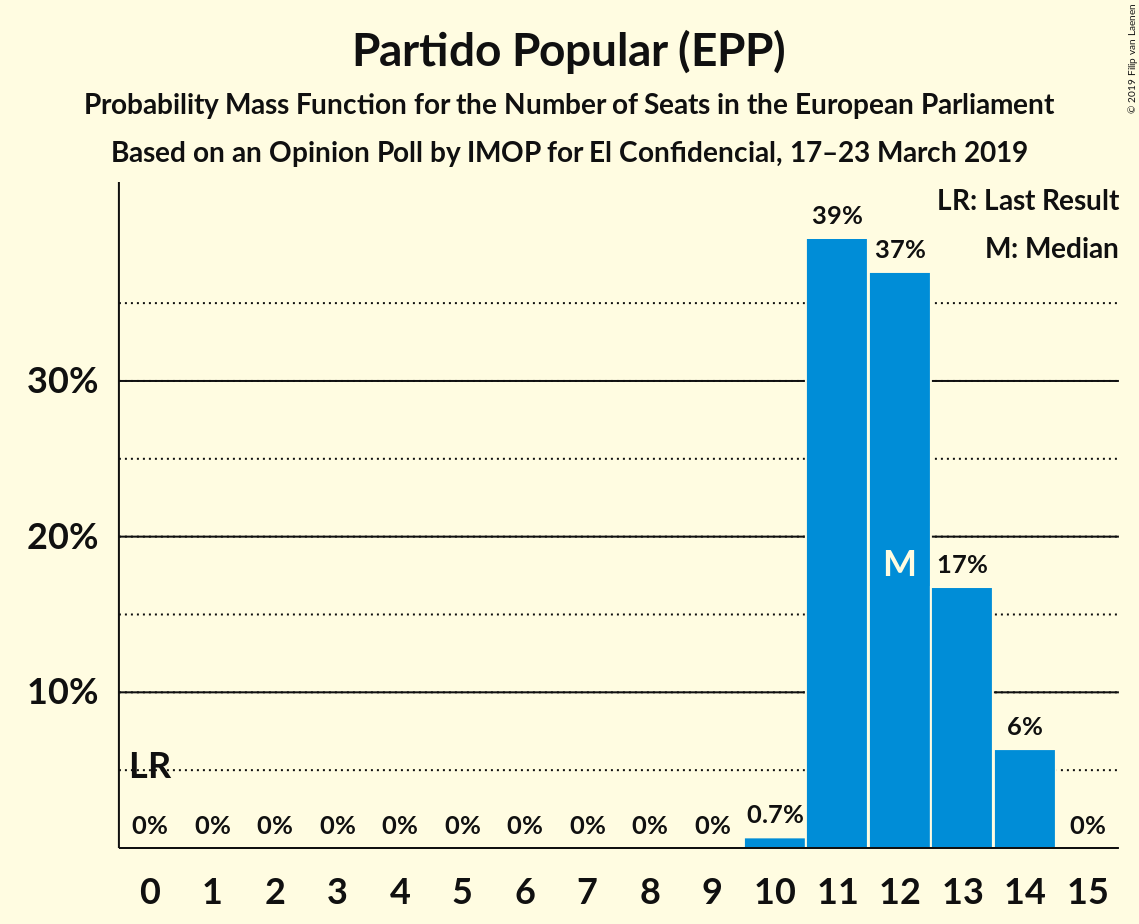 Partido Popular (EPP)
Probability Mass Function for the Number of Seats in the European Parliament
Based on an Opinion Poll by IMOP for El Confidencial, 17–23 March 2019
© 2019 Filip van Laenen
LR: Last Result
M: Median
39%
37%
30%
20%
M
17%
10%
6%
LR
0% 0% 0% 0% 0% 0% 0% 0% 0% 0% 0.7% 0%
0 1 2 3 4 5 6 7 8 9 10 11 12 13 14 15